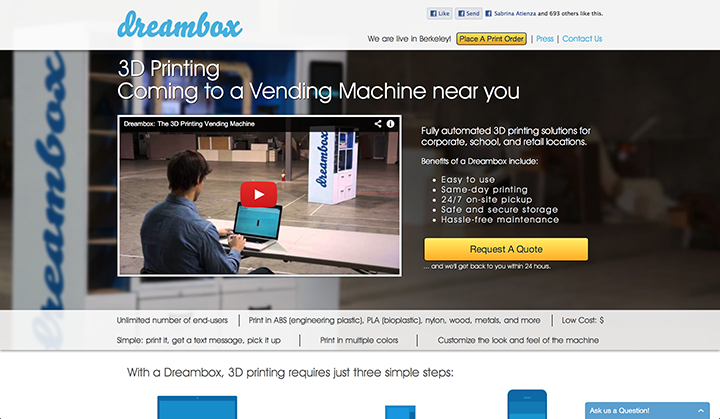 dreambox
Like Send Sabrina Atienza and 693 others like this.
We are live in Berkeley! Place A Print Order | Press | Contact Us
3D Printing
Coming to a Vending Machine near you
Dreambox: The 3D Printing Vending Machine
dreambox
dreambox
Fully automated 3D printing solutions for
corporate, school, and retail locations.
Benefits of a Dreambox include:
• Easy to use
• Same-day printing
• 24/7 on-site pickup
• Safe and secure storage
• Hassle-free maintenance
Request A Quote
... and we'll get back to you within 24 hours.
Unlimited number of end-users | Print in ABS (engineering plastic), PLA (bioplastic), nylon, wood, metals, and more | Low Cost: $
Simple: print it, get a text message, pick it up | Print in multiple colors | Customize the look and feel of the machine
With a Dreambox, 3D printing requires just three simple steps:
Ask us a Question!